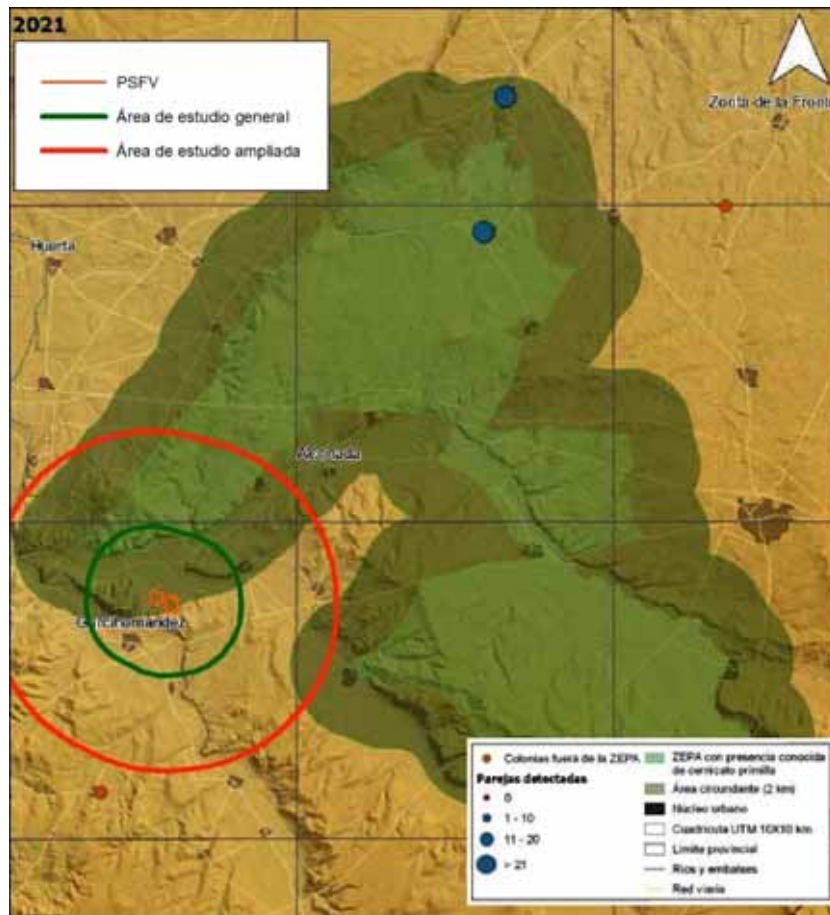 2021
PSFV
Área de estudio general
Área de estudio ampliada
Zorita de la Front
Huerta
Alconada
Garcihernández
Colonias fuera de la ZEPA
Parejas detectadas
0
1 - 10
11 - 20
> 21
ZEPA con presencia conocida
de cernícalo primilla
Área circundante (2 km)
Núcleo urbano
Cuadrícula UTM 10X10 km
Límite provincial
Ríos y embalses
Red viaria